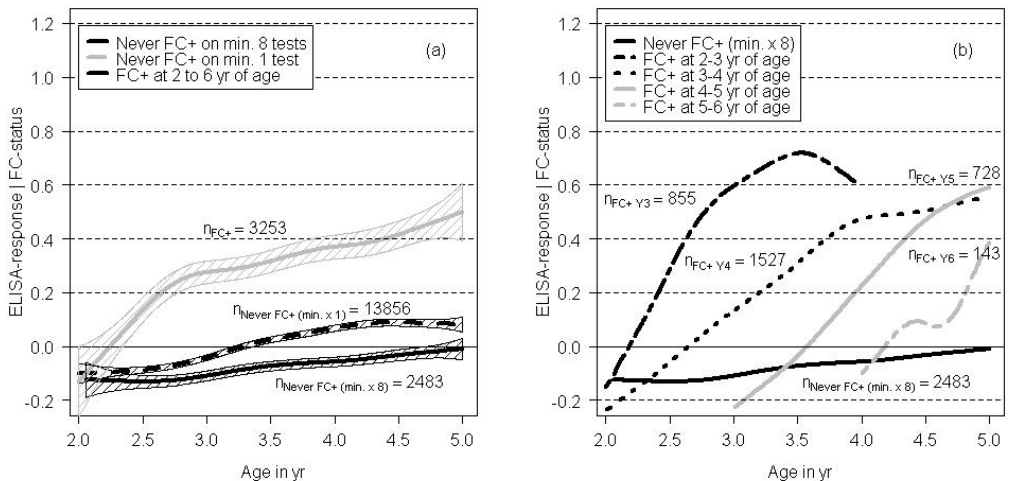 Never FC+ on min. 8 tests
Never FC+ on min. 1 test
FC+ at 2 to 6 yr of age
(a)
ELISA-response | FC-status
1.2
1.0
0.8
0.6
0.4
0.2
0.0
-0.2
nFC+ = 3253
nNever FC+ (min. x 1) = 13856
nNever FC+ (min. x 8) = 2483
2.0 2.5 3.0 3.5 4.0 4.5 5.0
Age in yr
Never FC+ (min. x 8)
FC+ at 2-3 yr of age
FC+ at 3-4 yr of age
FC+ at 4-5 yr of age
FC+ at 5-6 yr of age
(b)
ELISA-response | FC-status
1.2
1.0
0.8
0.6
0.4
0.2
0.0
-0.2
nFC+ Y5 = 728
nFC+ Y3 = 855
nFC+ Y4 = 1527
nFC+ Y6 = 143
nNever FC+ (min. x 8) = 2483
2.0 2.5 3.0 3.5 4.0 4.5 5.0
Age in yr